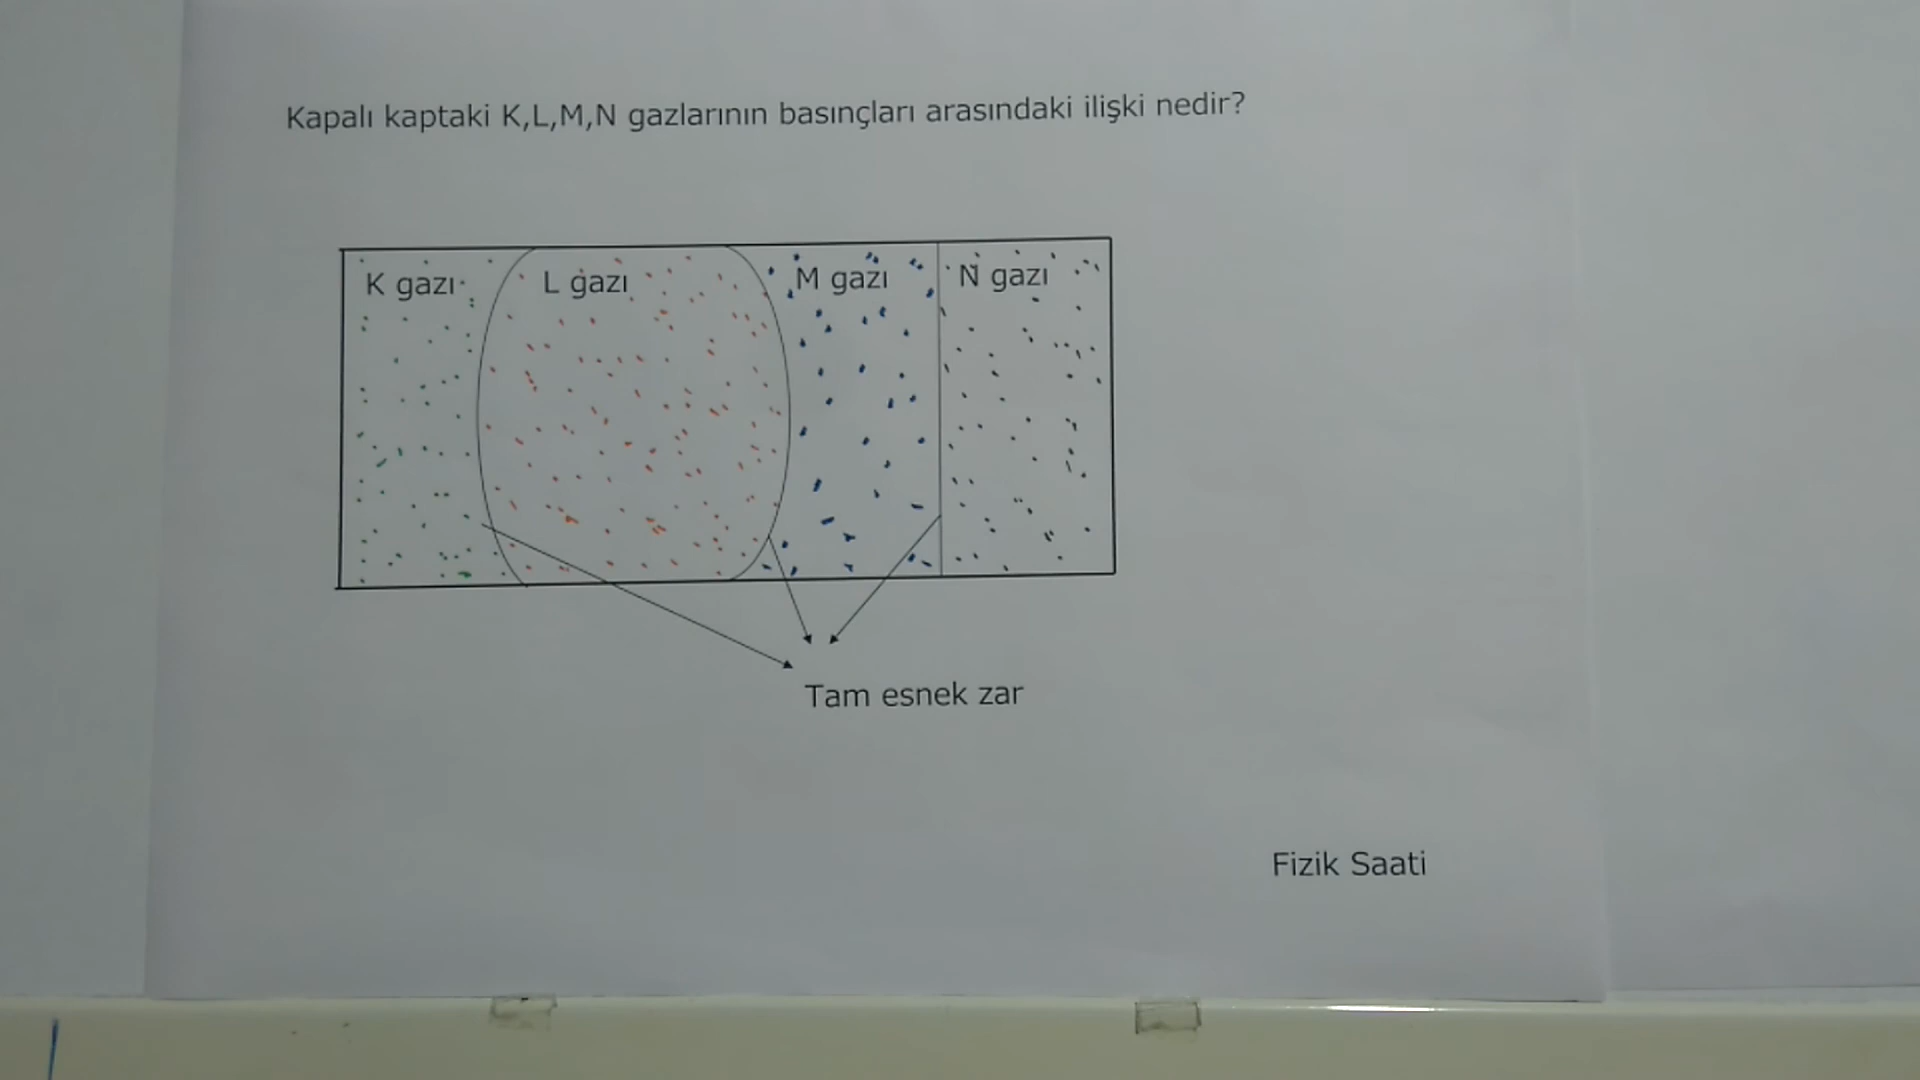 Kapalı kaptaki K,L,M,N gazlarının basınçları arasındaki ilişki nedir?
K gazı L gazı M gazı N gazı
Tam esnek zar
Fizik Saati